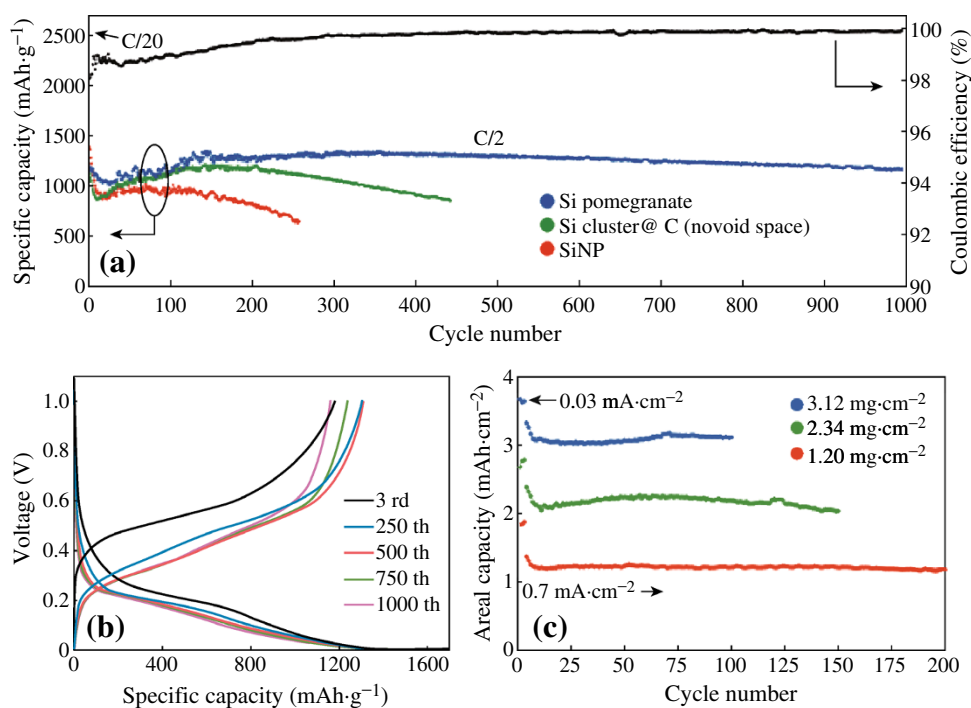 2500
2000
1500
1000
500
0
Specific capacity (mAh·g⁻¹)
C/20
C/2
Si pomegranate
Si cluster@ C (novoid space)
SiNP
(a)
100
98
96
94
92
90
Coulombic efficiency (%)
0 100 200 300 400 500 600 700 800 900 1000
Cycle number
1.0
0.8
0.6
0.4
0.2
0
Voltage (V)
3 rd
250 th
500 th
750 th
1000 th
(b)
0 400 800 1200 1600
Specific capacity (mAh·g⁻¹)
4
3
2
1
0
Areal capacity (mAh·cm⁻²)
0.03 mA·cm⁻²
3.12 mg·cm⁻²
2.34 mg·cm⁻²
1.20 mg·cm⁻²
0.7 mA·cm⁻²
(c)
0 25 50 75 100 125 150 175 200
Cycle number